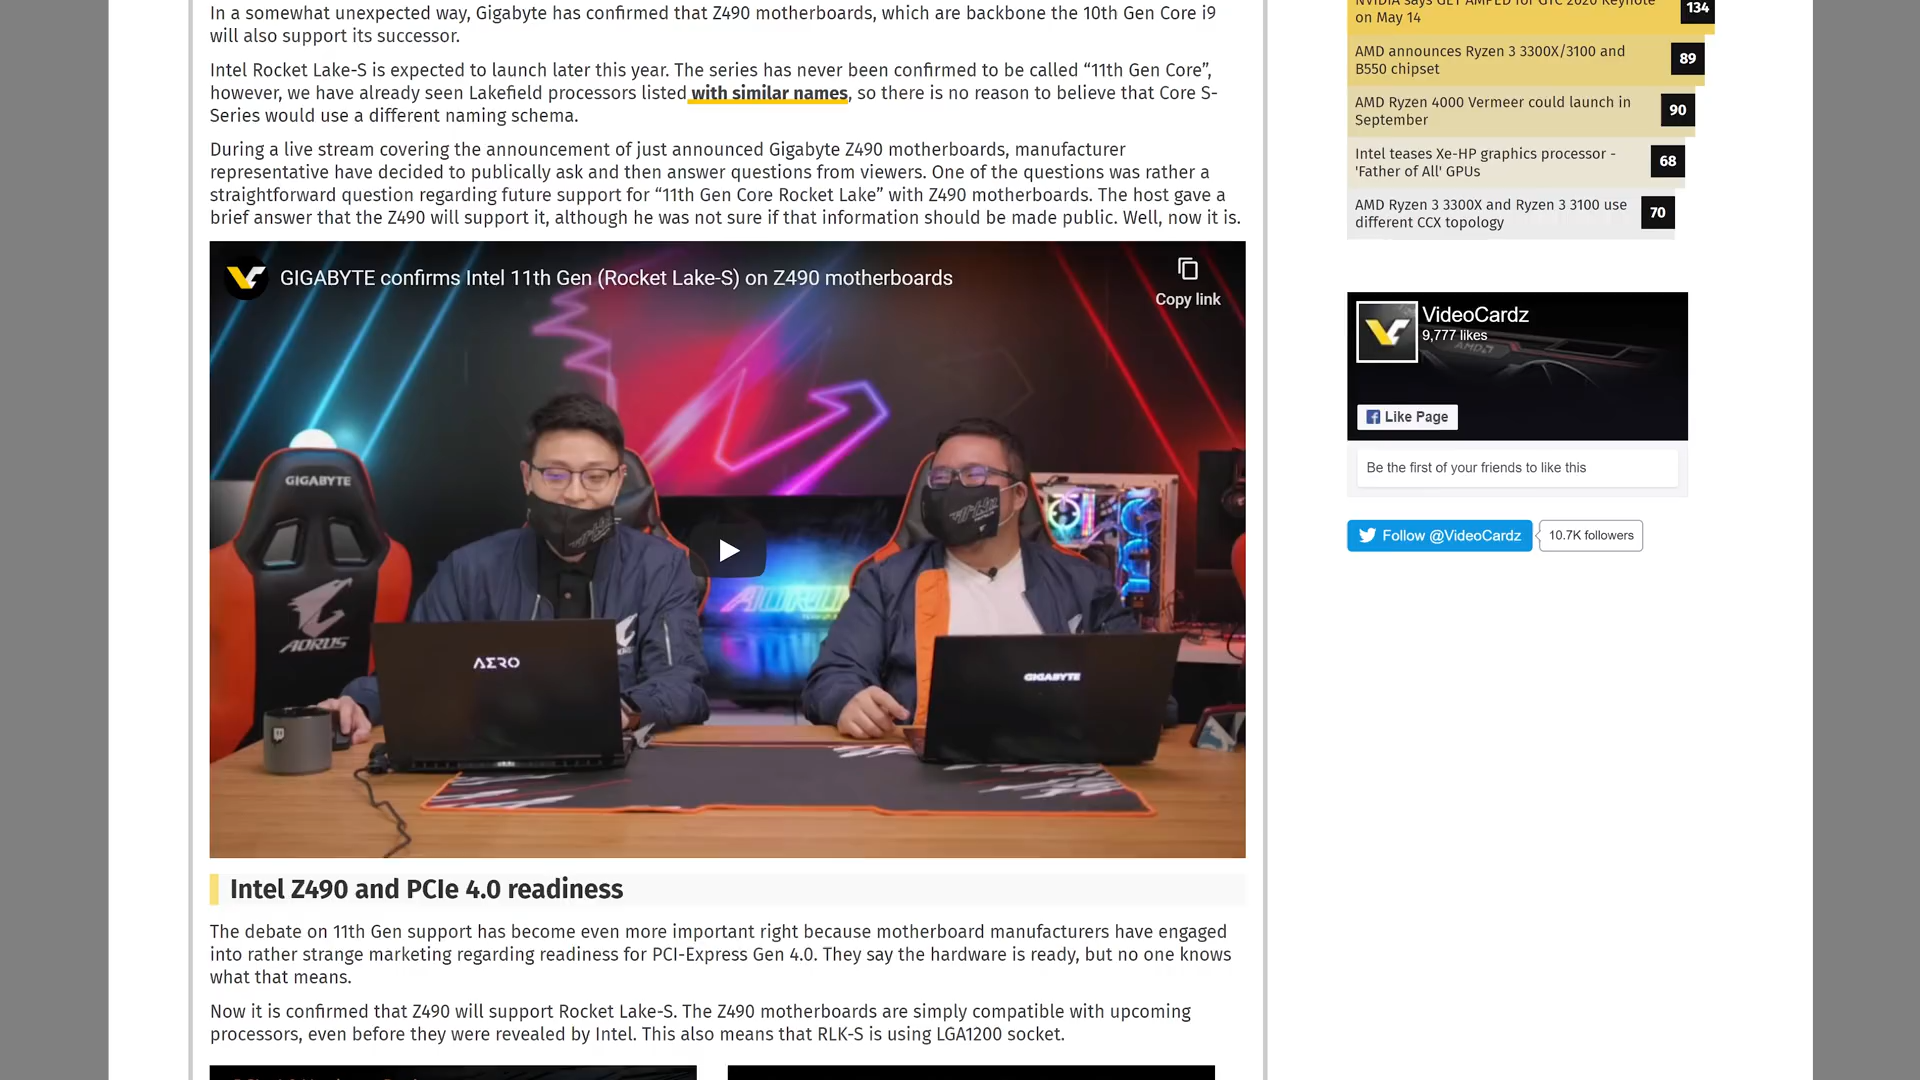 In a somewhat unexpected way, Gigabyte has confirmed that Z490 motherboards, which are backbone the 10th Gen Core i9
will also support its successor.
Intel Rocket Lake-S is expected to launch later this year. The series has never been confirmed to be called “11th Gen Core”,
however, we have already seen Lakefield processors listed with similar names, so there is no reason to believe that Core S-
Series would use a different naming schema.
During a live stream covering the announcement of just announced Gigabyte Z490 motherboards, manufacturer
representative have decided to publically ask and then answer questions from viewers. One of the questions was rather a
straightforward question regarding future support for “11th Gen Core Rocket Lake” with Z490 motherboards. The host gave a
brief answer that the Z490 will support it, although he was not sure if that information should be made public. Well, now it is.
GIGABYTE confirms Intel 11th Gen (Rocket Lake-S) on Z490 motherboards
Copy link
GIGABYTE
AORUS
AORUS
AERO
GIGABYTE
Intel Z490 and PCIe 4.0 readiness
The debate on 11th Gen support has become even more important right because motherboard manufacturers have engaged
into rather strange marketing regarding readiness for PCI-Express Gen 4.0. They say the hardware is ready, but no one knows
what that means.
Now it is confirmed that Z490 will support Rocket Lake-S. The Z490 motherboards are simply compatible with upcoming
processors, even before they were revealed by Intel. This also means that RLK-S is using LGA1200 socket.
NVIDIA says GET AMPED for GTC 2020 Keynote
on May 14
134
AMD announces Ryzen 3 3300X/3100 and
B550 chipset
89
AMD Ryzen 4000 Vermeer could launch in
September
90
Intel teases Xe-HP graphics processor -
'Father of All' GPUs
68
AMD Ryzen 3 3300X and Ryzen 3 3100 use
different CCX topology
70
VideoCardz
9,777 likes
AMD
Like Page
Be the first of your friends to like this
Follow @VideoCardz
10.7K followers